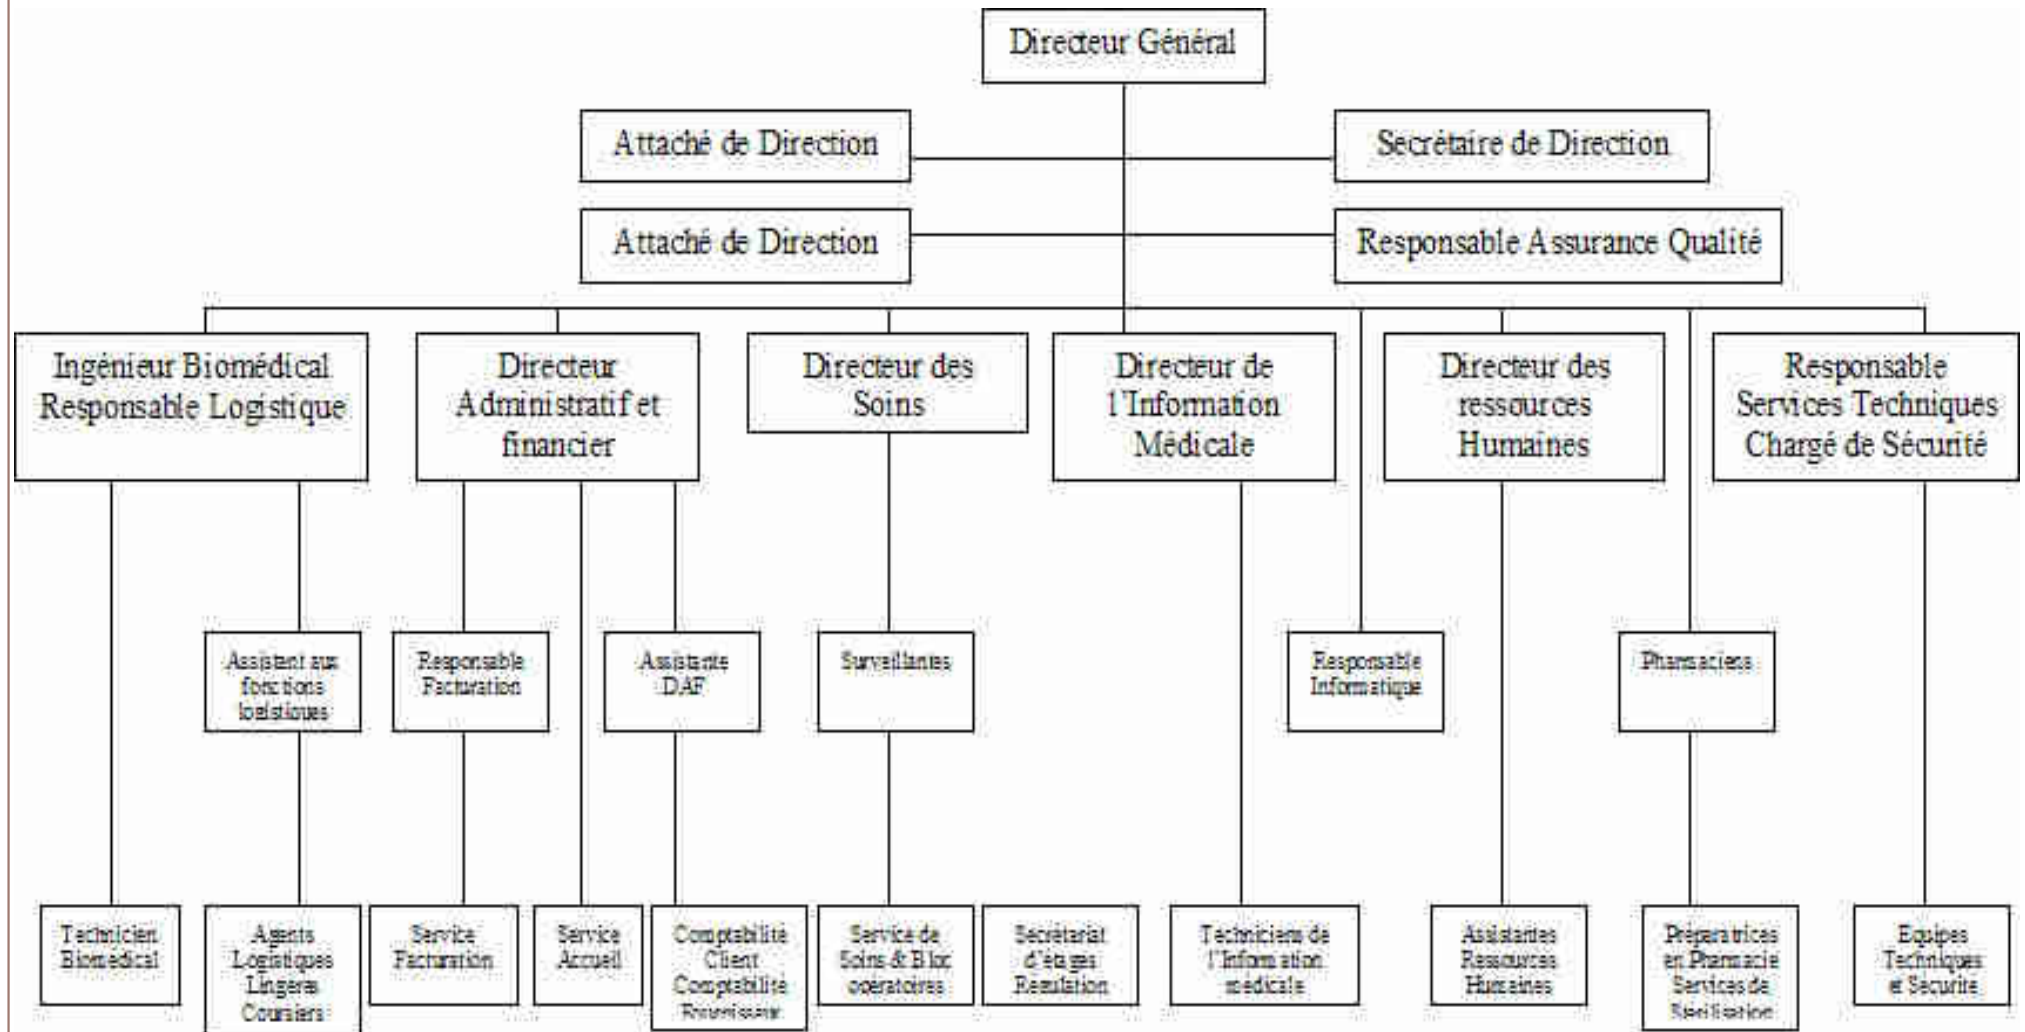 Directeur Général
Attaché de Direction
Secrétaire de Direction
Attaché de Direction
Responsable Assurance Qualité
Ingénieur Biomédical
Responsable Logistique
Directeur
Administratif et
financier
Directeur des
Soins
Directeur de
l'Information
Médicale
Directeur des
ressources
Humaines
Responsable
Services Techniques
Chargé de Sécurité
Assistent aux
fonctions
logistiques
Responsable
Facturation
Assistante
DAF
Surveillantes
Responsable
Informatique
Pharmaciens
Technicien
Biomédical
Agents
Logistiques
Lingères
Coursiers
Service
Facturation
Service
Accueil
Comptabilité
Client
Comptabilité
Fournisseur
Service de
Soins & Bloc
opératoires
Secrétariat
d'étages
Régulation
Techniciens de
l'Information
médicale
Assistantes
Ressources
Humaines
Préparatrices
en Pharmacie
Services de
Stérilisation
Equipes
Techniques
et Sécurité